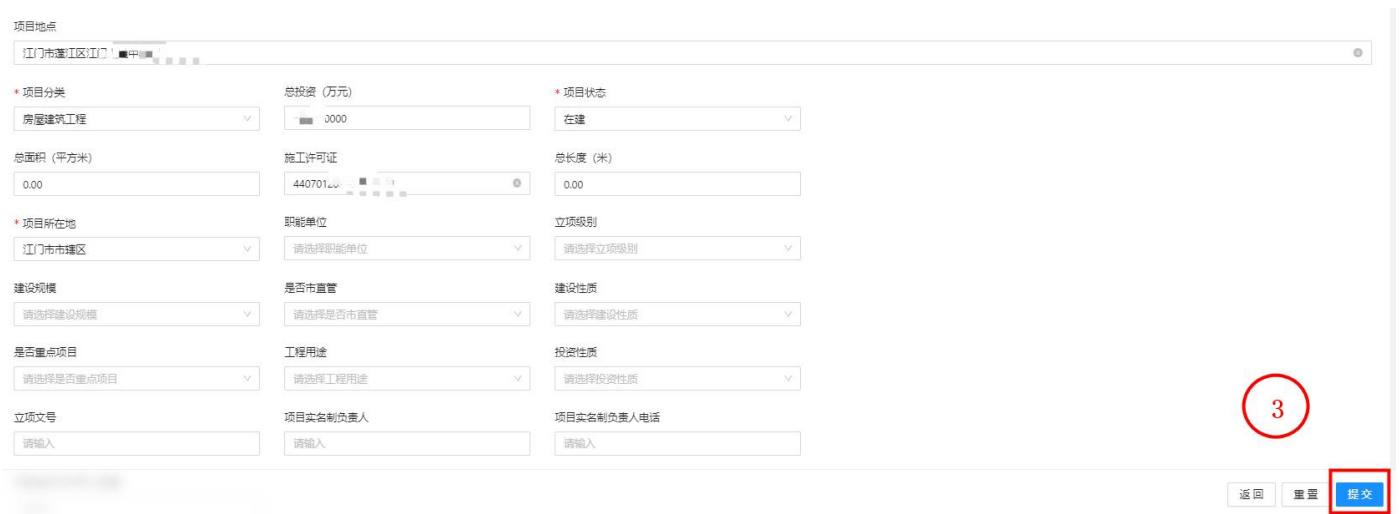 项目地点
江门市蓬江区江门
* 项目分类 总投资（万元） * 项目状态
房屋建筑工程 0000 在建
总面积（平方米） 施工许可证 总长度（米）
0.00 4407012 0.00
* 项目所在地 职能单位 立项级别
江门市市辖区 请选择职能单位 请选择立项级别
建设规模 是否市直管 建设性质
请选择建设规模 请选择是否市直管 请选择建设性质
是否重点项目 工程用途 投资性质
请选择是否重点项目 请选择工程用途 请选择投资性质
3
立项文号 项目实名制负责人 项目实名制负责人电话
请输入 请输入 请输入
返回 重置 提交